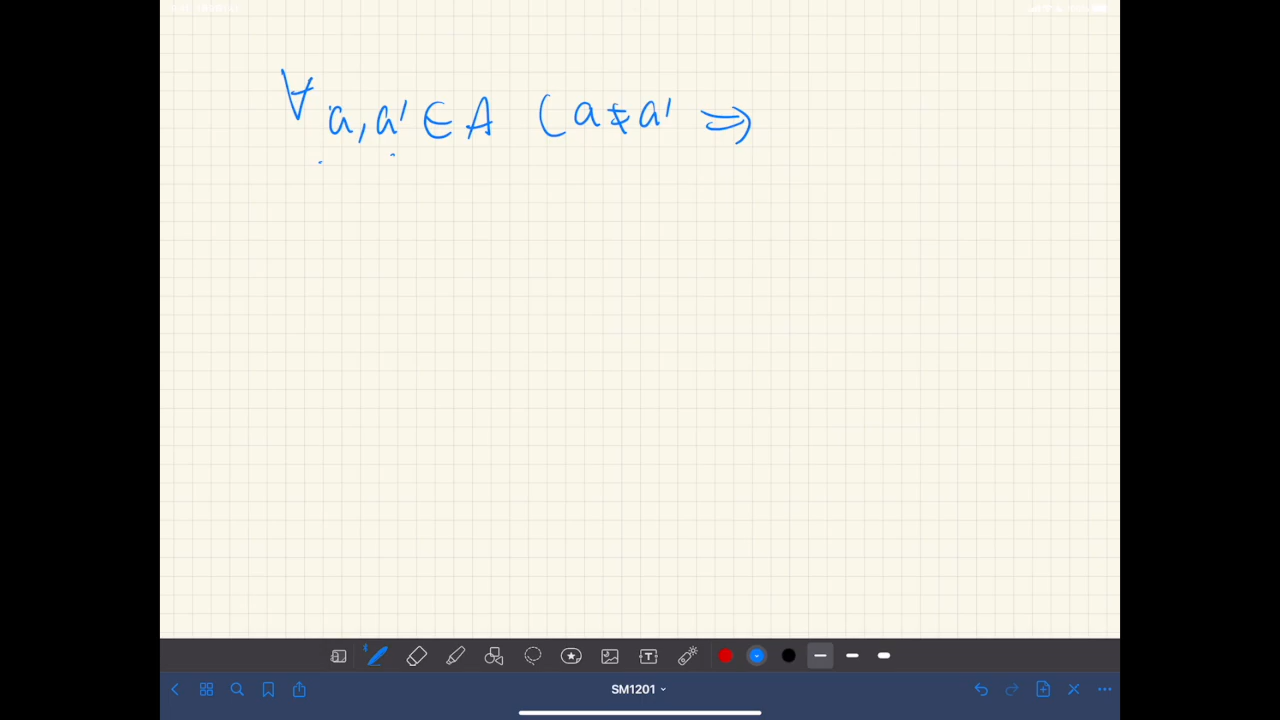 ∀ a, a' ∈ A (a ≠ a' ⇒
SM1201